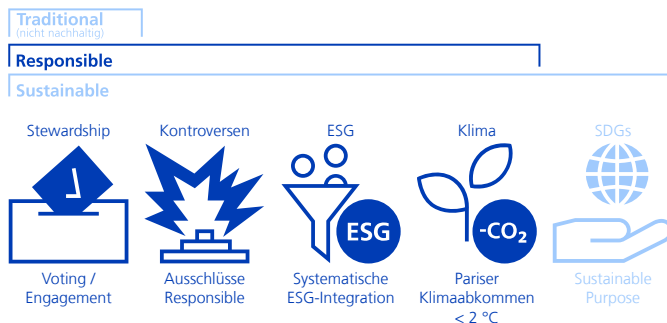 Traditional
(nicht nachhaltig)
Responsible
Sustainable
Stewardship
Kontroversen
ESG
Klima
SDGs
ESG
-CO₂
Voting /
Engagement
Ausschlüsse
Responsible
Systematische
ESG-Integration
Pariser
Klimaabkommen
< 2 °C
Sustainable
Purpose